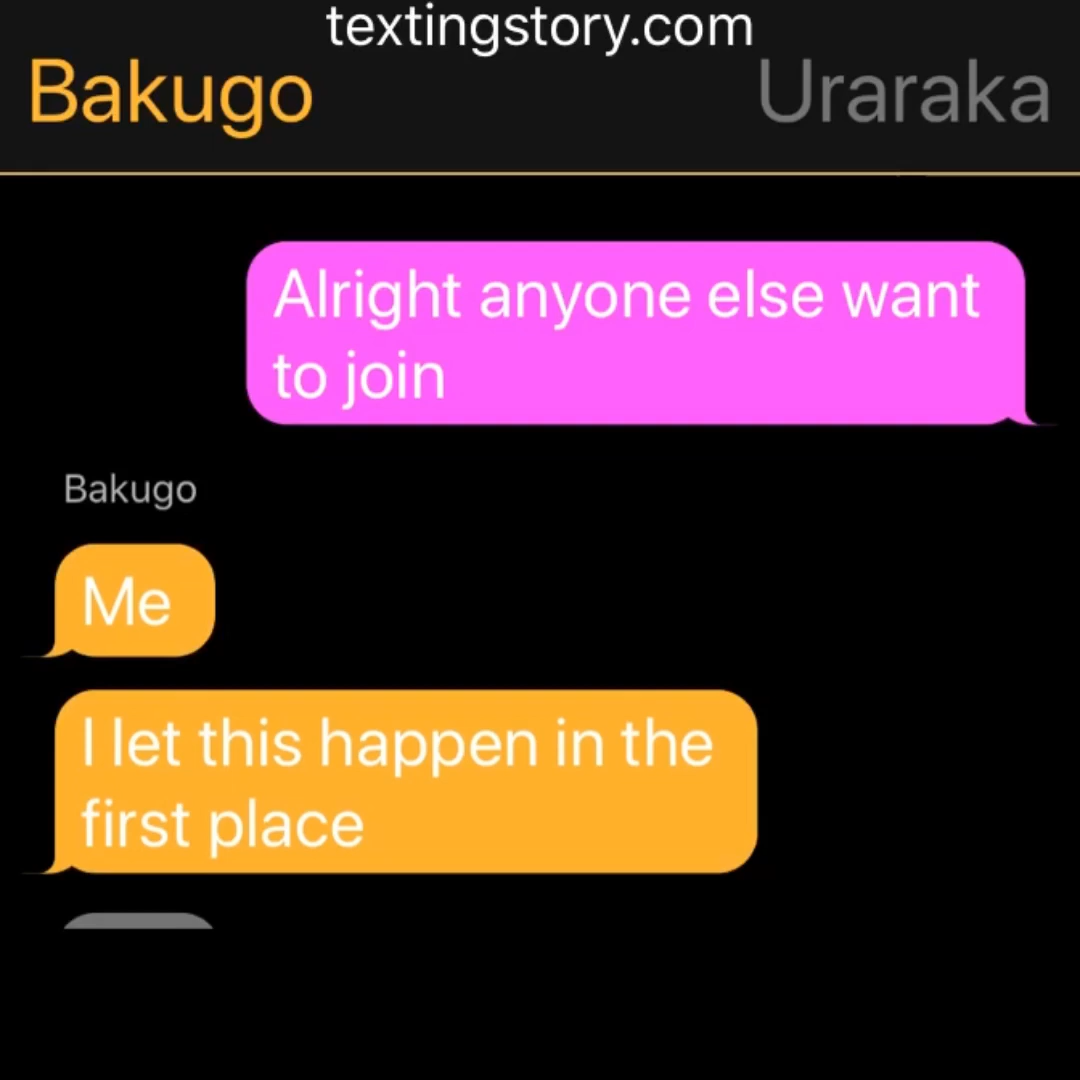 textingstory.com
Bakugo Uraraka
Alright anyone else want
to join
Bakugo
Me
I let this happen in the
first place